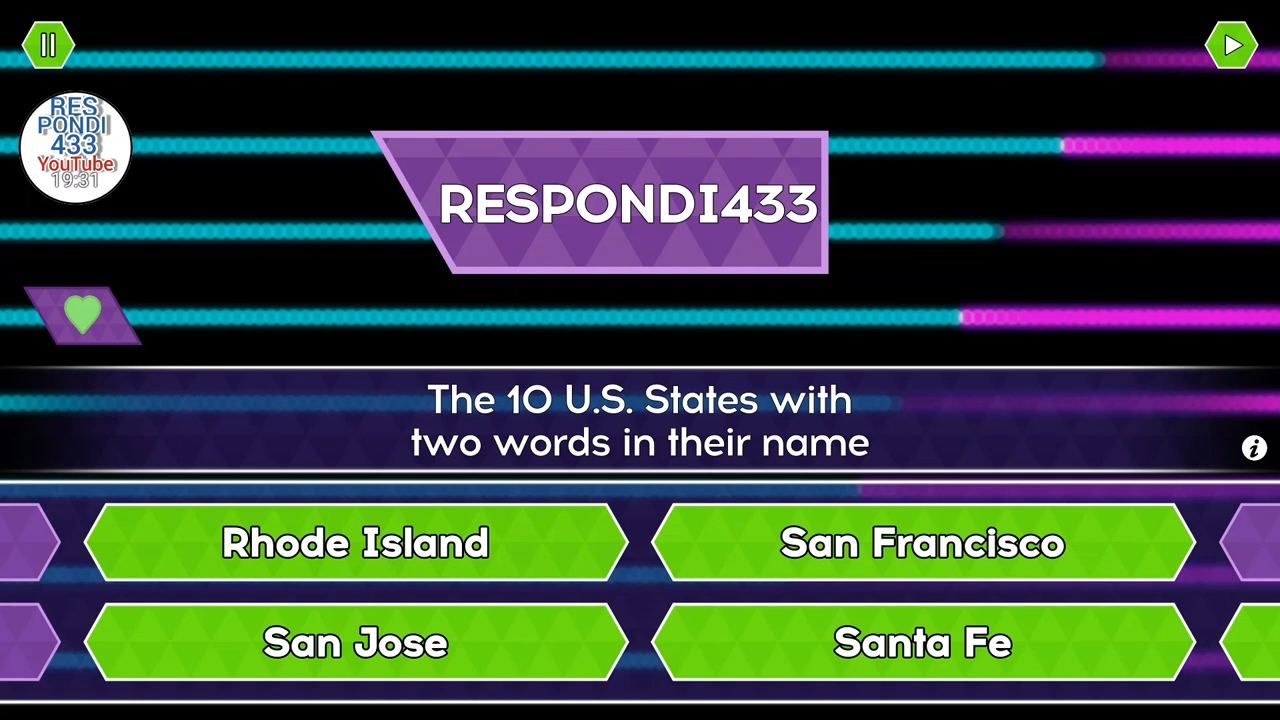 RES
PONDI
433
YouTube
19:31
RESPONDI433
The 10 U.S. States with
two words in their name
i
Rhode Island
San Francisco
San Jose
Santa Fe